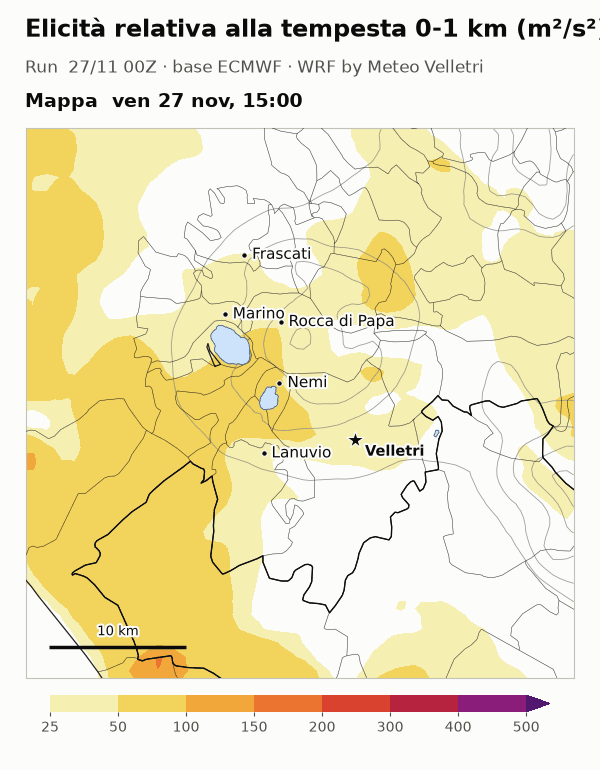 Elicità relativa alla tempesta 0-1 km (m²/s²)
Run  27/11 00Z · base ECMWF · WRF by Meteo Velletri
Mappa  ven 27 nov, 15:00
Frascati
Marino
Rocca di Papa
Nemi
Velletri
Lanuvio
10 km
25 50 100 150 200 300 400 500